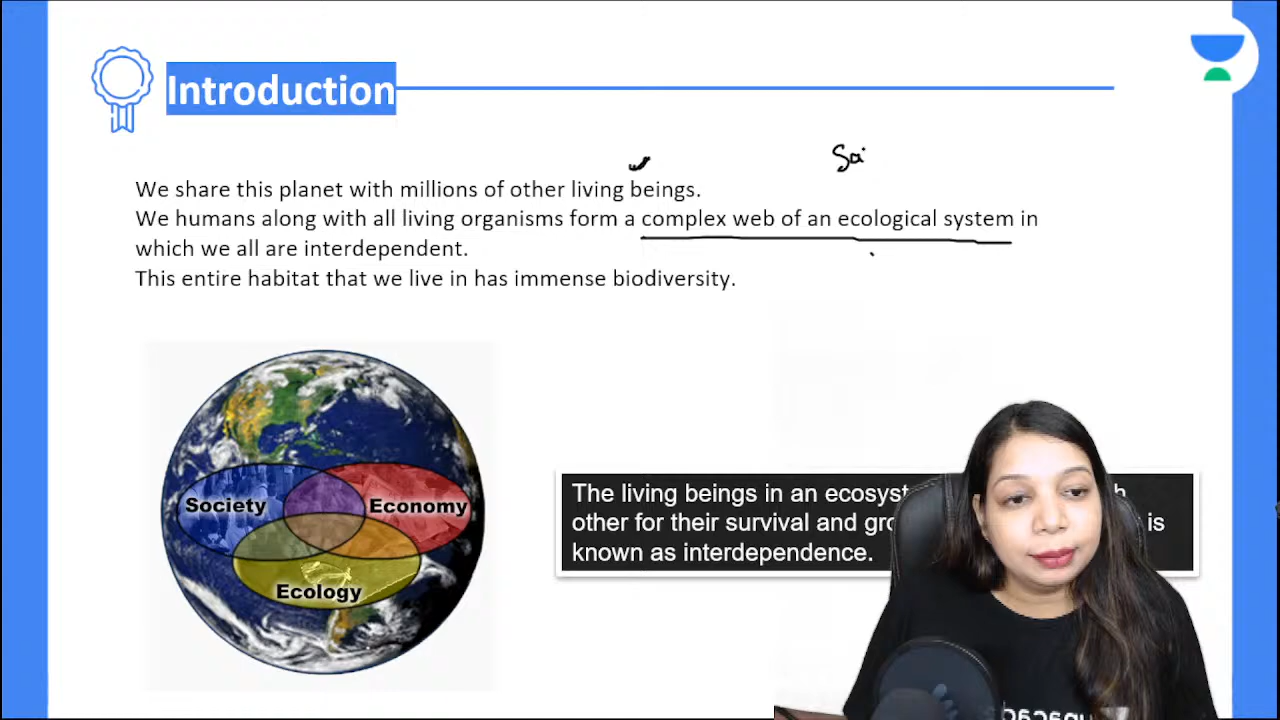 Introduction
Soi
We share this planet with millions of other living beings.
We humans along with all living organisms form a complex web of an ecological system in
which we all are interdependent.
This entire habitat that we live in has immense biodiversity.
Society
Economy
Ecology
The living beings in an
other for their survival and is
known as interdependence.